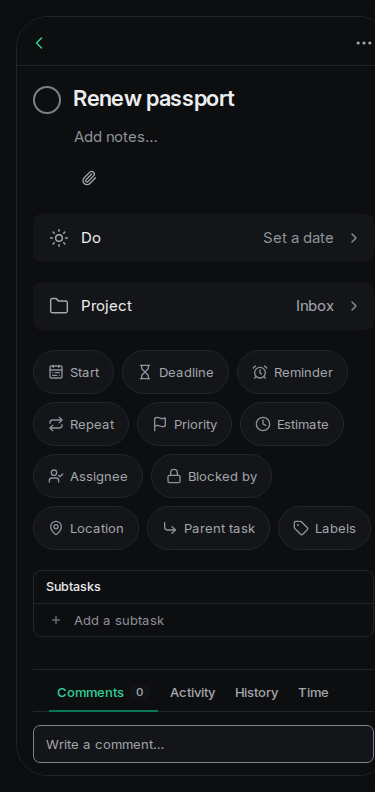 Renew passport
Add notes...
Do Set a date
Project Inbox
Start Deadline Reminder
Repeat Priority Estimate
Assignee Blocked by
Location Parent task Labels
Subtasks
+ Add a subtask
Comments 0 Activity History Time
Write a comment...